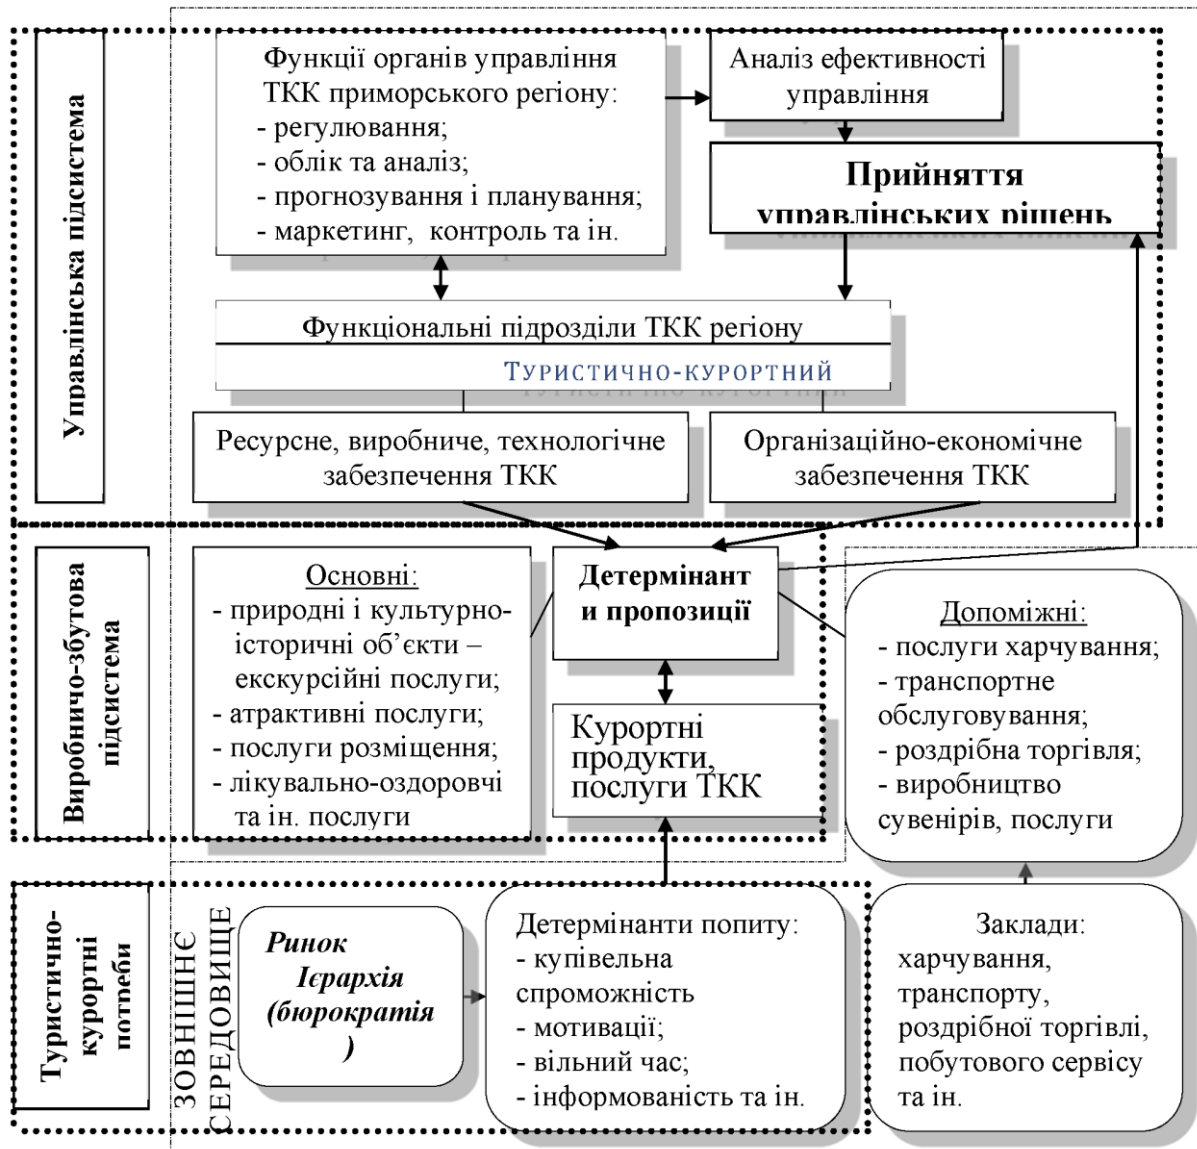 Управлінська підсистема
Функції органів управління
ТКК приморського регіону:
- регулювання;
- облік та аналіз;
- прогнозування і планування;
- маркетинг, контроль та ін.
Аналіз ефективності
управління
Прийняття
управлінських рішень
Функціональні підрозділи ТКК регіону
ТУРИСТИЧНО-КУРОРТНИЙ
Ресурсне, виробниче, технологічне
забезпечення ТКК
Організаційно-економічне
забезпечення ТКК
Виробничо-збутова
підсистема
Основні:
- природні і культурно-
історичні об’єкти –
екскурсійні послуги;
- атрактивні послуги;
- послуги розміщення;
- лікувально-оздоровчі
та ін. послуги
Детермінант
и пропозиції
Курортні
продукти,
послуги ТКК
Допоміжні:
- послуги харчування;
- транспортне
обслуговування;
- роздрібна торгівля;
- виробництво
сувенірів, послуги
Туристично-
курортні
потреби
ЗОВНІШНЄ
СЕРЕДОВИЩЕ
Ринок
Ієрархія
(бюрократія
)
Детермінанти попиту:
- купівельна
спроможність
- мотивації;
- вільний час;
- інформованість та ін.
Заклади:
харчування,
транспорту,
роздрібної торгівлі,
побутового сервісу
та ін.